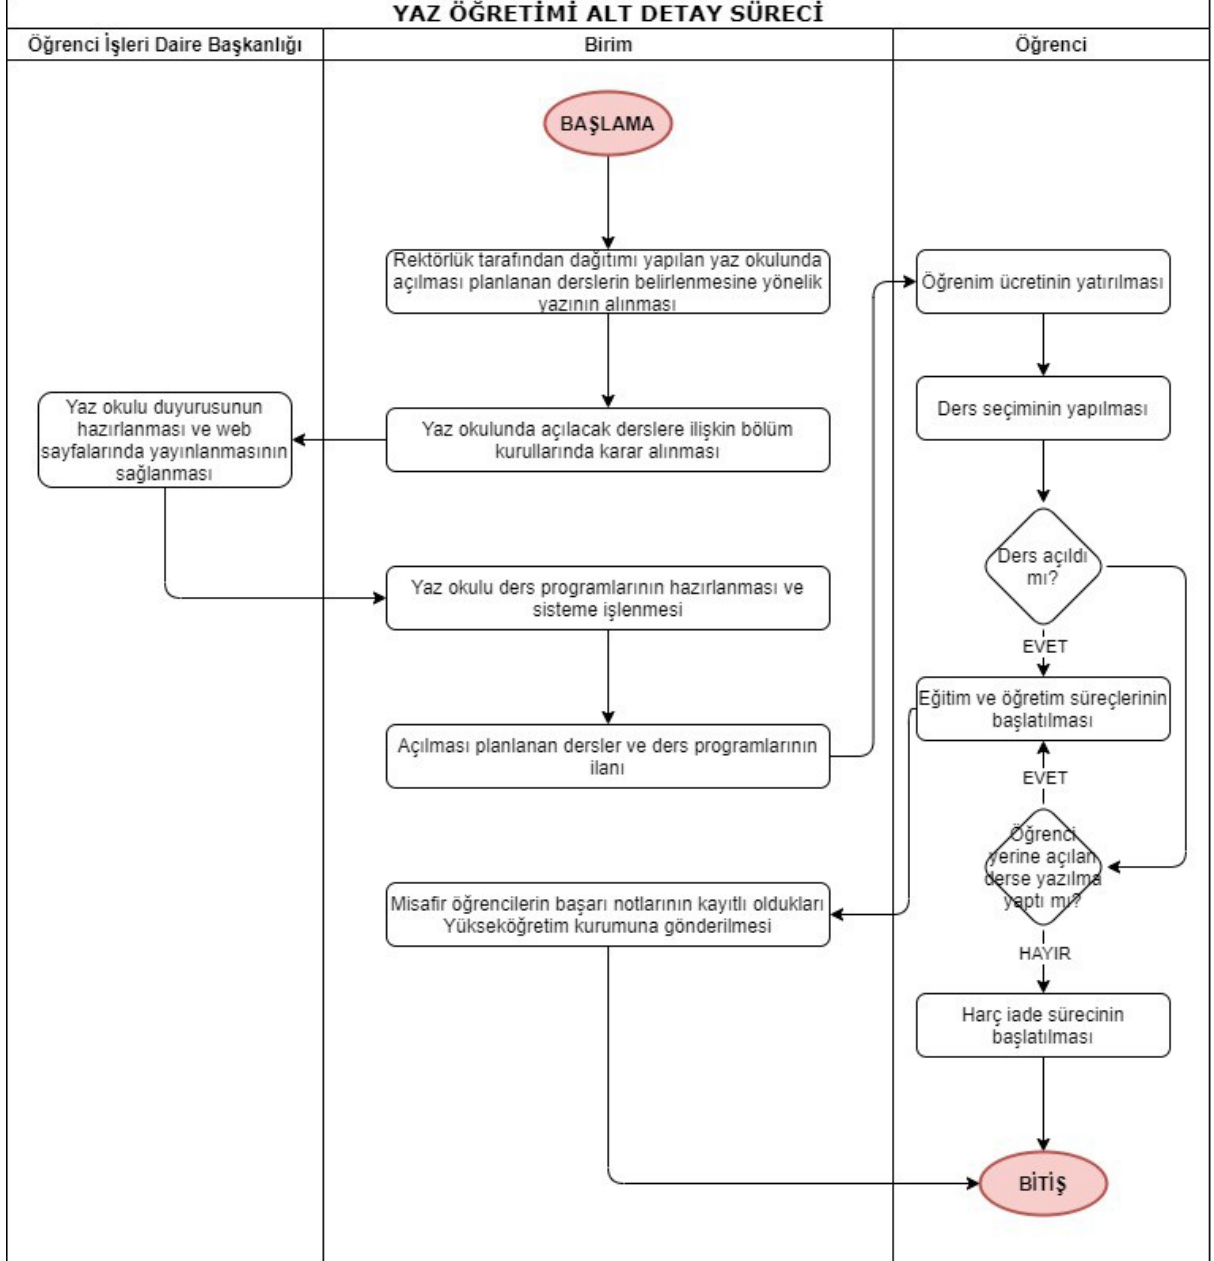 YAZ ÖĞRETİMİ ALT DETAY SÜRECİ
Öğrenci İşleri Daire Başkanlığı
Birim
Öğrenci
BAŞLAMA
Rektörlük tarafından dağıtımı yapılan yaz okulunda
açılması planlanan derslerin belirlenmesine yönelik
yazının alınması
Yaz okulunda açılacak derslere ilişkin bölüm
kurullarında karar alınması
Yaz okulu duyurusunun
hazırlanması ve web
sayfalarında yayınlanmasının
sağlanması
Yaz okulu ders programlarının hazırlanması ve
sisteme işlenmesi
Açılması planlanan dersler ve ders programlarının
ilanı
Öğrenim ücretinin yatırılması
Ders seçiminin yapılması
Ders açıldı
mı?
EVET
Eğitim ve öğretim süreçlerinin
başlatılması
EVET
Öğrenci
yerine açılan
derse yazılma
yaptı mı?
HAYIR
Harç iade sürecinin
başlatılması
Misafir öğrencilerin başarı notlarının kayıtlı oldukları
Yükseköğretim kurumuna gönderilmesi
BİTİŞ